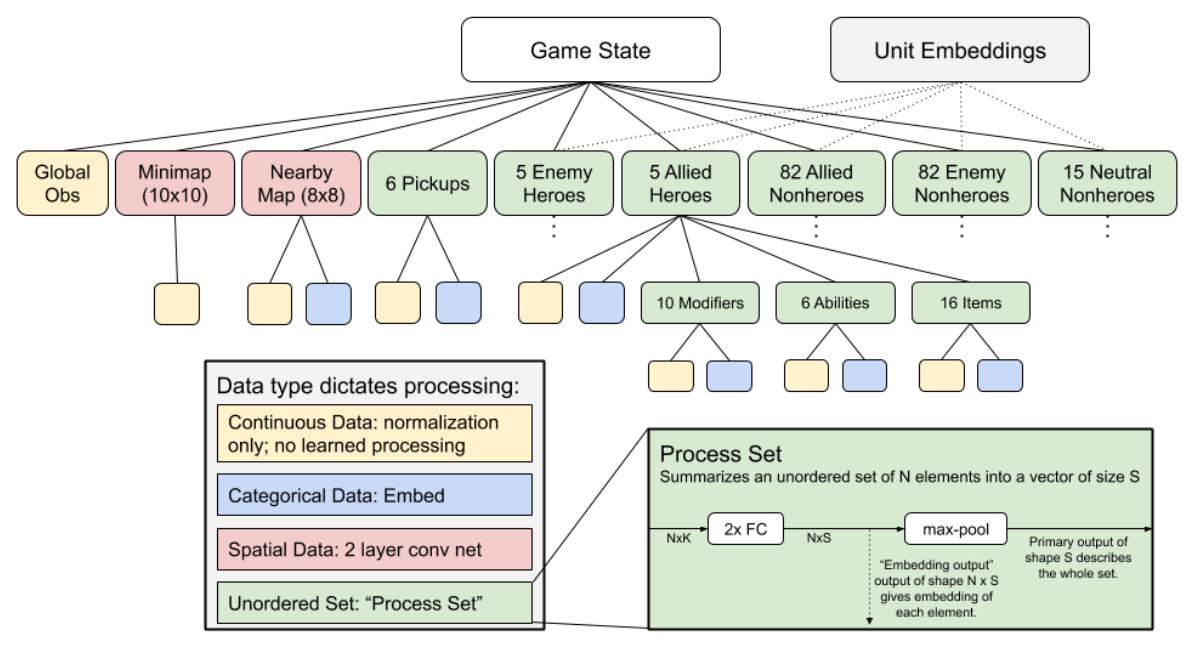 Game State
Unit Embeddings
Global
Obs
Minimap
(10x10)
Nearby
Map (8x8)
6 Pickups
5 Enemy
Heroes
5 Allied
Heroes
82 Allied
Nonheroes
82 Enemy
Nonheroes
15 Neutral
Nonheroes
10 Modifiers
6 Abilities
16 Items
Data type dictates processing:
Continuous Data: normalization
only; no learned processing
Categorical Data: Embed
Spatial Data: 2 layer conv net
Unordered Set: “Process Set”
Process Set
Summarizes an unordered set of N elements into a vector of size S
NxK
2x FC
NxS
max-pool
“Embedding output”
output of shape N x S
gives embedding of
each element.
Primary output of
shape S describes
the whole set.